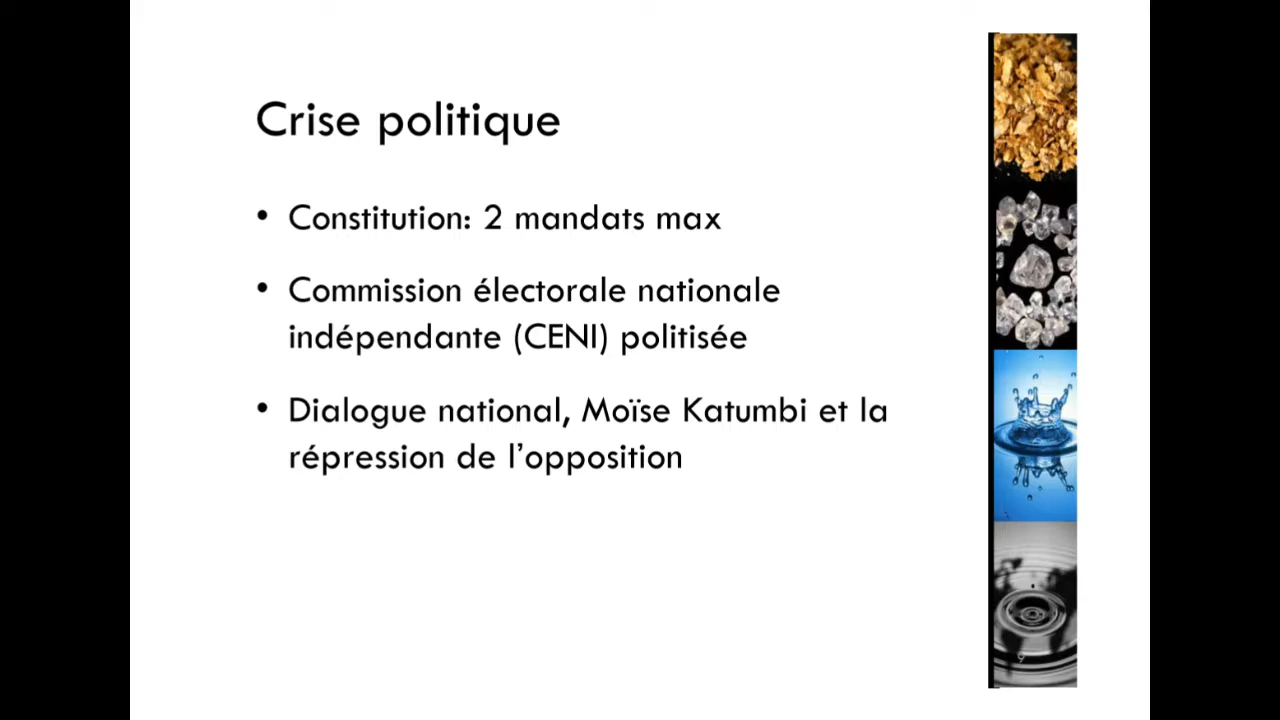 Crise politique
• Constitution: 2 mandats max
• Commission électorale nationale
indépendante (CENI) politisée
• Dialogue national, Moïse Katumbi et la
répression de l’opposition
9